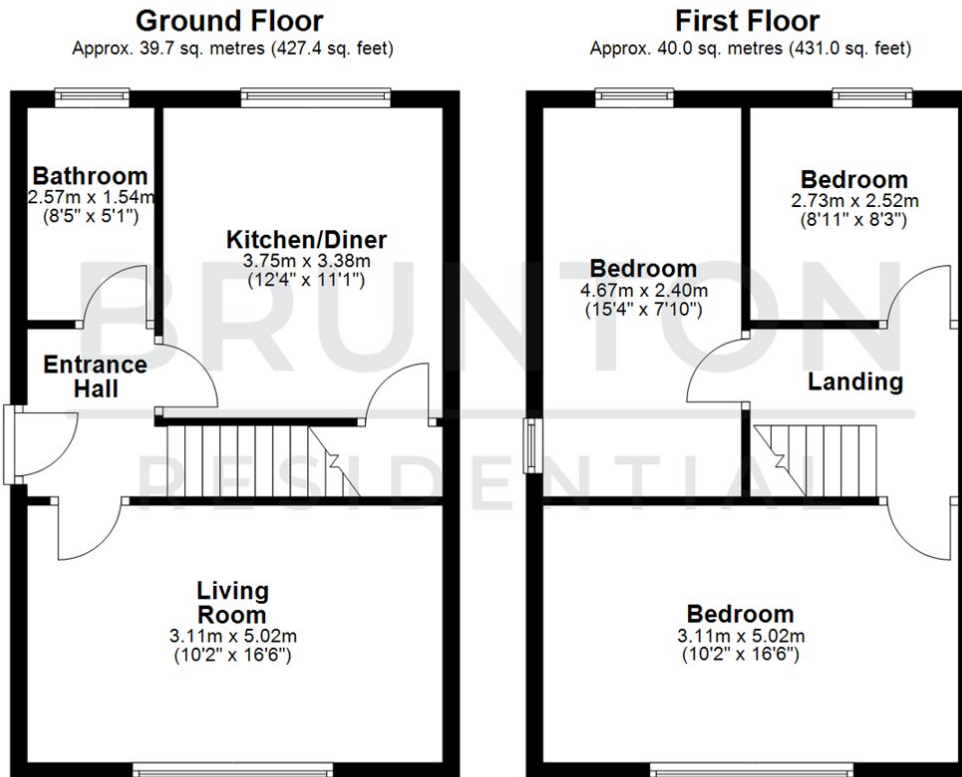 Ground Floor
Approx. 39.7 sq. metres (427.4 sq. feet)
First Floor
Approx. 40.0 sq. metres (431.0 sq. feet)
Bathroom
2.57m x 1.54m
(8'5" x 5'1")
Kitchen/Diner
3.75m x 3.38m
(12'4" x 11'1")
Entrance
Hall
Living
Room
3.11m x 5.02m
(10'2" x 16'6")
Bedroom
4.67m x 2.40m
(15'4" x 7'10")
Bedroom
2.73m x 2.52m
(8'11" x 8'3")
Landing
Bedroom
3.11m x 5.02m
(10'2" x 16'6")
BRUNTON
RESIDENTIAL